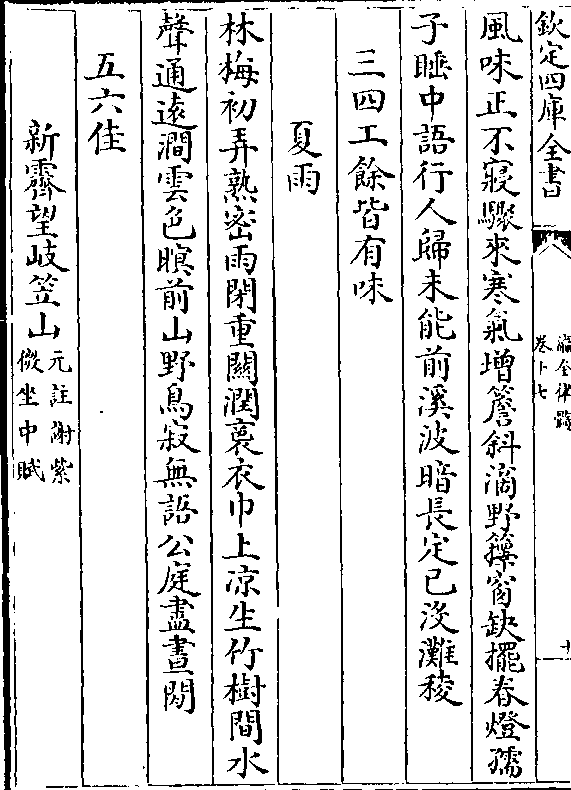 欽定四庫全書
瀛奎律髓
卷十七
十
風味正不寢驟來寒氣增簷斜滴野籜窗缺擺春燈孺
子睡中語行人歸未能前溪波暗長定已没灘稜
三四工餘皆有味
夏雨
林梅初弄熟密雨閉重關潤裛衣巾上凉生竹樹間水
聲通遠澗雲色暝前山野鳥寂無語公庭盡晝閑
五六佳
新霽望岐笠山元註謝紫
微坐中賦